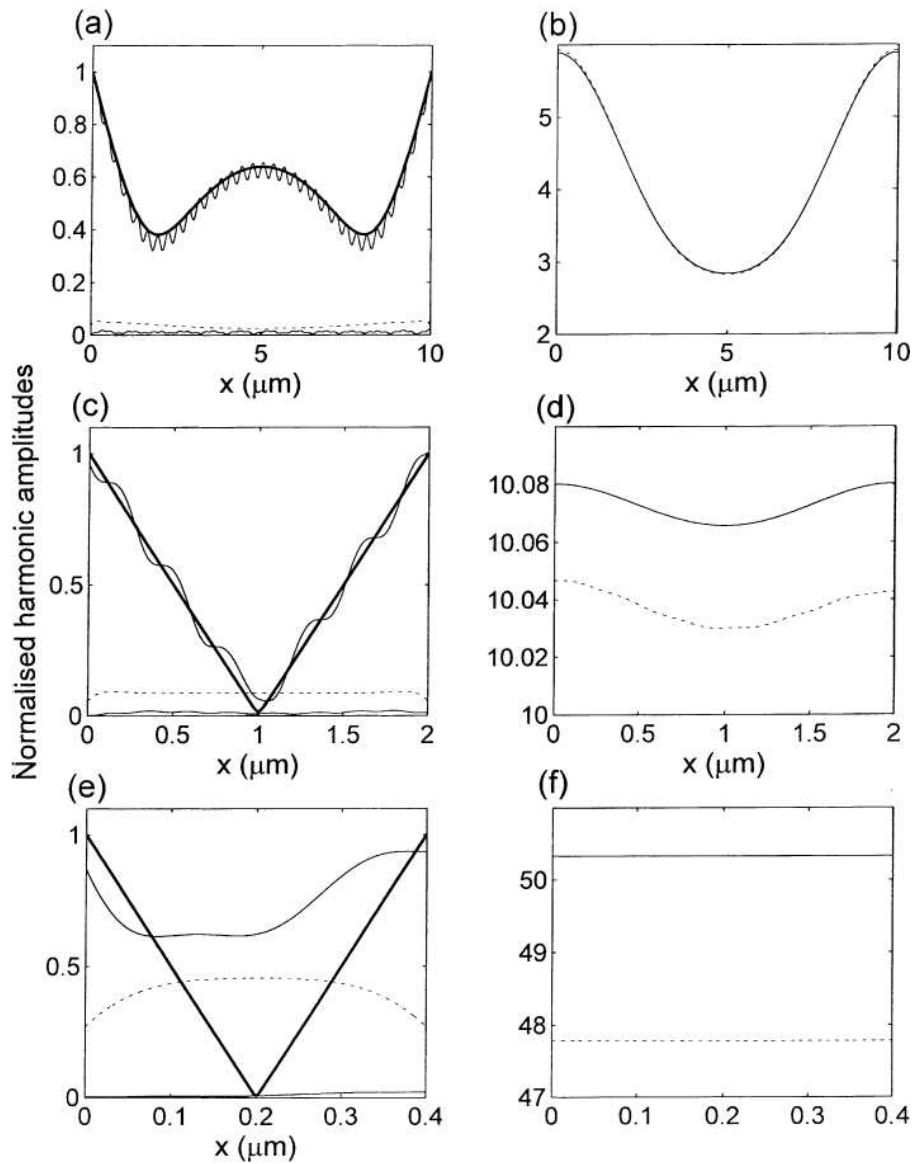 (a)
1
0.8
0.6
0.4
0.2
0
0 5 10
x (μm)
(b)
5
4
3
2
0 5 10
x (μm)
Normalised harmonic amplitudes
(c)
1
0.5
0
0 0.5 1 1.5 2
x (μm)
(d)
10.08
10.06
10.04
10.02
10
0 0.5 1 1.5 2
x (μm)
(e)
1
0.5
0
0 0.1 0.2 0.3 0.4
x (μm)
(f)
50
49
48
47
0 0.1 0.2 0.3 0.4